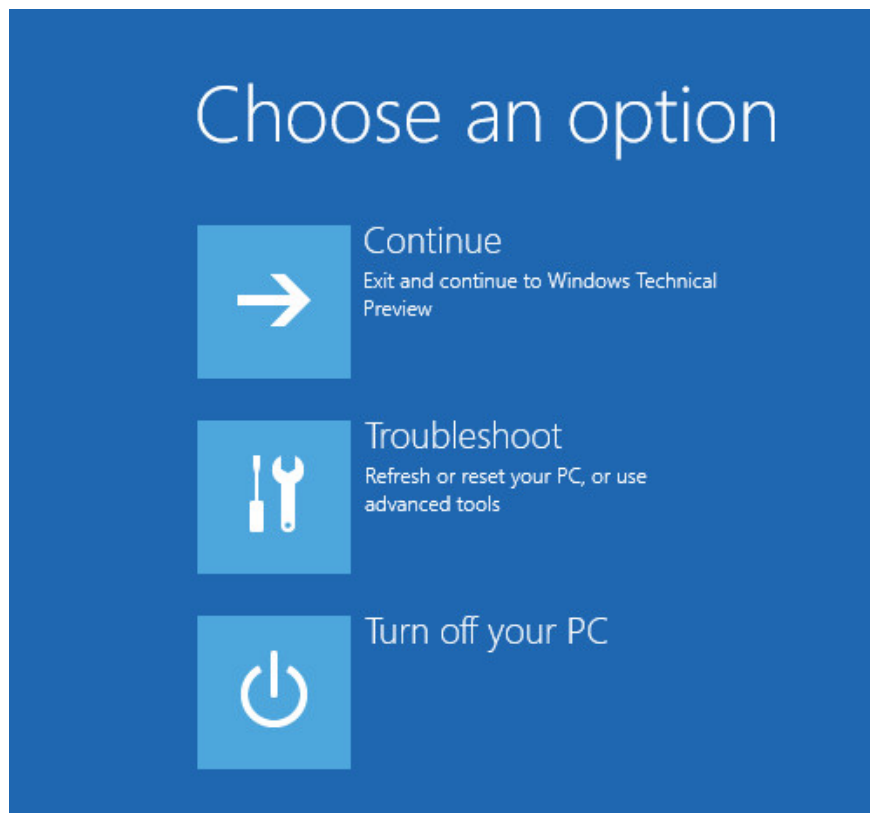 Choose an option
Continue
Exit and continue to Windows Technical
Preview
Troubleshoot
Refresh or reset your PC, or use
advanced tools
Turn off your PC